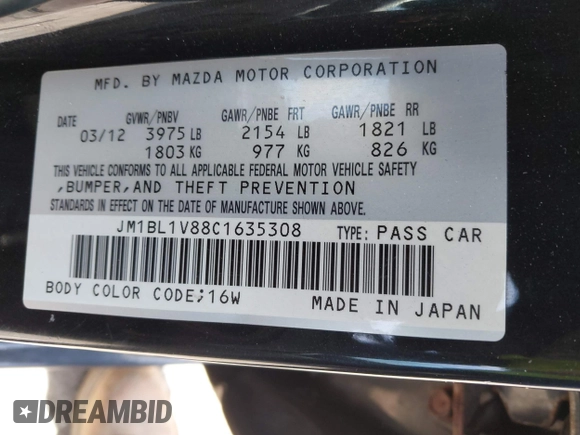 MFD. BY MAZDA MOTOR CORPORATION
DATE GVWR/PNBV GAWR/PNBE FRT GAWR/PNBE RR
03/12 3975 LB 2154 LB 1821 LB
1803 KG 977 KG 826 KG
THIS VEHICLE CONFORMS TO ALL APPLICABLE FEDERAL MOTOR VEHICLE SAFETY
,BUMPER,AND THEFT PREVENTION
STANDARDS IN EFFECT ON THE DATE OF MANUFACTURE SHOWN ABOVE.
JM1BL1V88C1635308 TYPE: PASS CAR
BODY COLOR CODE;16W MADE IN JAPAN
DREAMBID